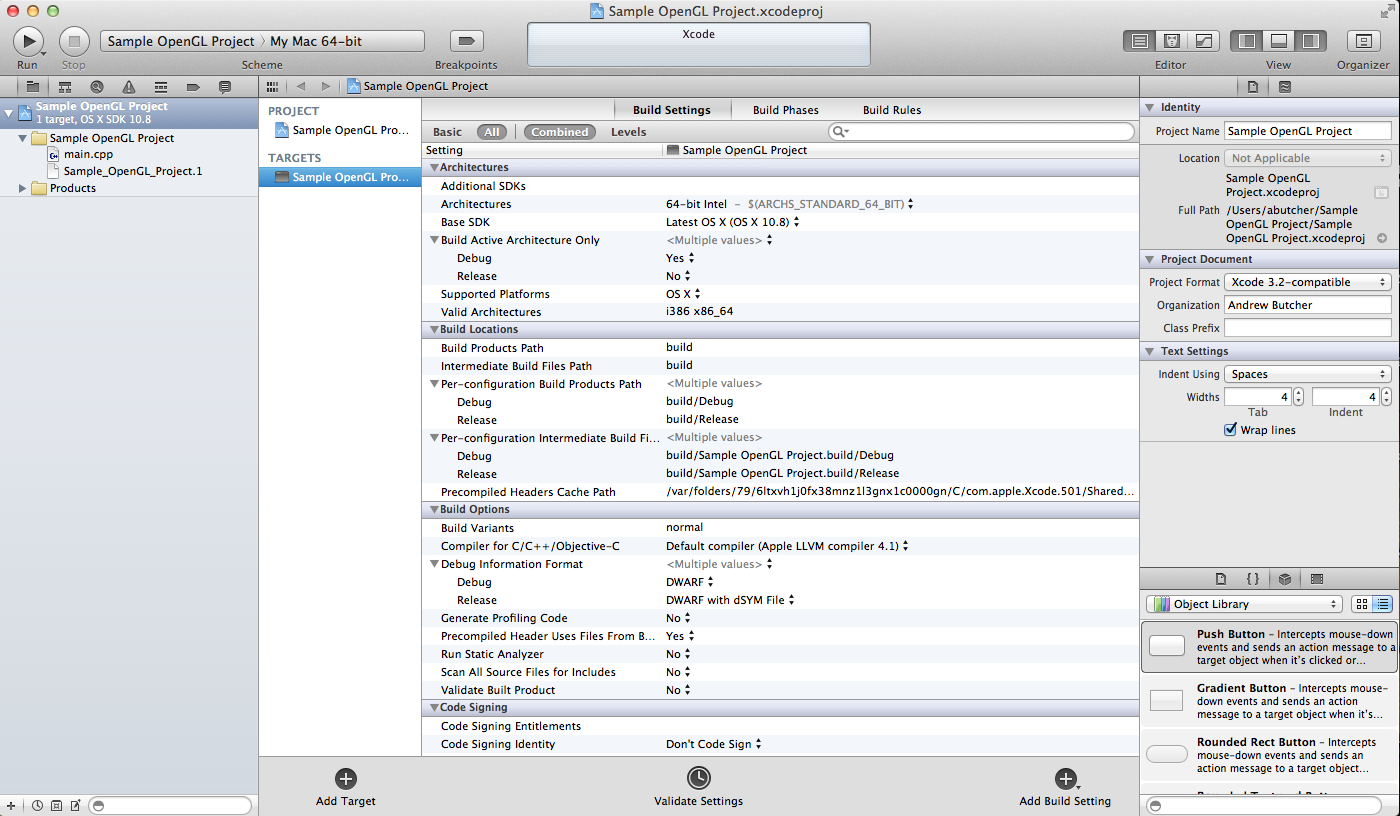 Sample OpenGL Project.xcodeproj
Sample OpenGL Project › My Mac 64-bit
Xcode
Run
Stop
Scheme
Breakpoints
Editor
View
Organizer
Sample OpenGL Project
1 target, OS X SDK 10.8
Sample OpenGL Project
main.cpp
Sample_OpenGL_Project.1
Products
Sample OpenGL Project
PROJECT
Sample OpenGL Pro...
TARGETS
Sample OpenGL Pro...
Build Settings Build Phases Build Rules
Basic All Combined Levels
Setting Sample OpenGL Project
Architectures
Additional SDKs
Architectures 64-bit Intel – $(ARCHS_STANDARD_64_BIT)
Base SDK Latest OS X (OS X 10.8)
Build Active Architecture Only <Multiple values>
Debug Yes
Release No
Supported Platforms OS X
Valid Architectures i386 x86_64
Build Locations
Build Products Path build
Intermediate Build Files Path build
Per-configuration Build Products Path <Multiple values>
Debug build/Debug
Release build/Release
Per-configuration Intermediate Build Fi... <Multiple values>
Debug build/Sample OpenGL Project.build/Debug
Release build/Sample OpenGL Project.build/Release
Precompiled Headers Cache Path /var/folders/79/6ltxvh1j0fx38mnz1l3gnx1c0000gn/C/com.apple.Xcode.501/Shared...
Build Options
Build Variants normal
Compiler for C/C++/Objective-C Default compiler (Apple LLVM compiler 4.1)
Debug Information Format <Multiple values>
Debug DWARF
Release DWARF with dSYM File
Generate Profiling Code No
Precompiled Header Uses Files From B... Yes
Run Static Analyzer No
Scan All Source Files for Includes No
Validate Built Product No
Code Signing
Code Signing Entitlements
Code Signing Identity Don't Code Sign
Add Target
Validate Settings
Add Build Setting
Identity
Project Name Sample OpenGL Project
Location Not Applicable
Sample OpenGL
Project.xcodeproj
Full Path /Users/abutcher/Sample
OpenGL Project/Sample
OpenGL Project.xcodeproj
Project Document
Project Format Xcode 3.2-compatible
Organization Andrew Butcher
Class Prefix
Text Settings
Indent Using Spaces
Widths 4 4
Tab Indent
Wrap lines
{ }
Object Library
Push Button – Intercepts mouse-down
events and sends an action message to a
target object when it's clicked or...
Gradient Button – Intercepts mouse-
down events and sends an action
message to a target object when it's...
Rounded Rect Button – Intercepts
mouse-down events and sends an
action message to a target object...